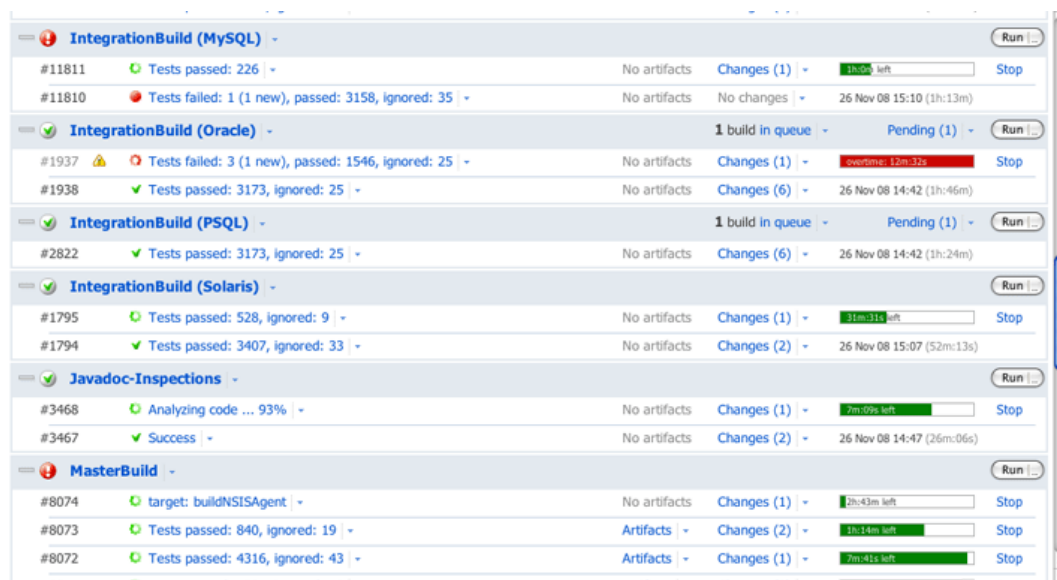 IntegrationBuild (MySQL) Run ...
#11811 Tests passed: 226 No artifacts Changes (1) 1h:0m left Stop
#11810 Tests failed: 1 (1 new), passed: 3158, ignored: 35 No artifacts No changes 26 Nov 08 15:10 (1h:13m)
IntegrationBuild (Oracle) 1 build in queue Pending (1) Run ...
#1937 Tests failed: 3 (1 new), passed: 1546, ignored: 25 No artifacts Changes (1) overtime: 12m:32s Stop
#1938 Tests passed: 3173, ignored: 25 No artifacts Changes (6) 26 Nov 08 14:42 (1h:46m)
IntegrationBuild (PSQL) 1 build in queue Pending (1) Run ...
#2822 Tests passed: 3173, ignored: 25 No artifacts Changes (6) 26 Nov 08 14:42 (1h:24m)
IntegrationBuild (Solaris) Run ...
#1795 Tests passed: 528, ignored: 9 No artifacts Changes (1) 31m:31s left Stop
#1794 Tests passed: 3407, ignored: 33 No artifacts Changes (2) 26 Nov 08 15:07 (52m:13s)
Javadoc-Inspections Run ...
#3468 Analyzing code ... 93% No artifacts Changes (1) 7m:09s left Stop
#3467 Success No artifacts Changes (2) 26 Nov 08 14:47 (26m:06s)
MasterBuild Run ...
#8074 target: buildNSISAgent No artifacts Changes (1) 2h:43m left Stop
#8073 Tests passed: 840, ignored: 19 Artifacts Changes (2) 1h:14m left Stop
#8072 Tests passed: 4316, ignored: 43 Artifacts Changes (1) 7m:41s left Stop